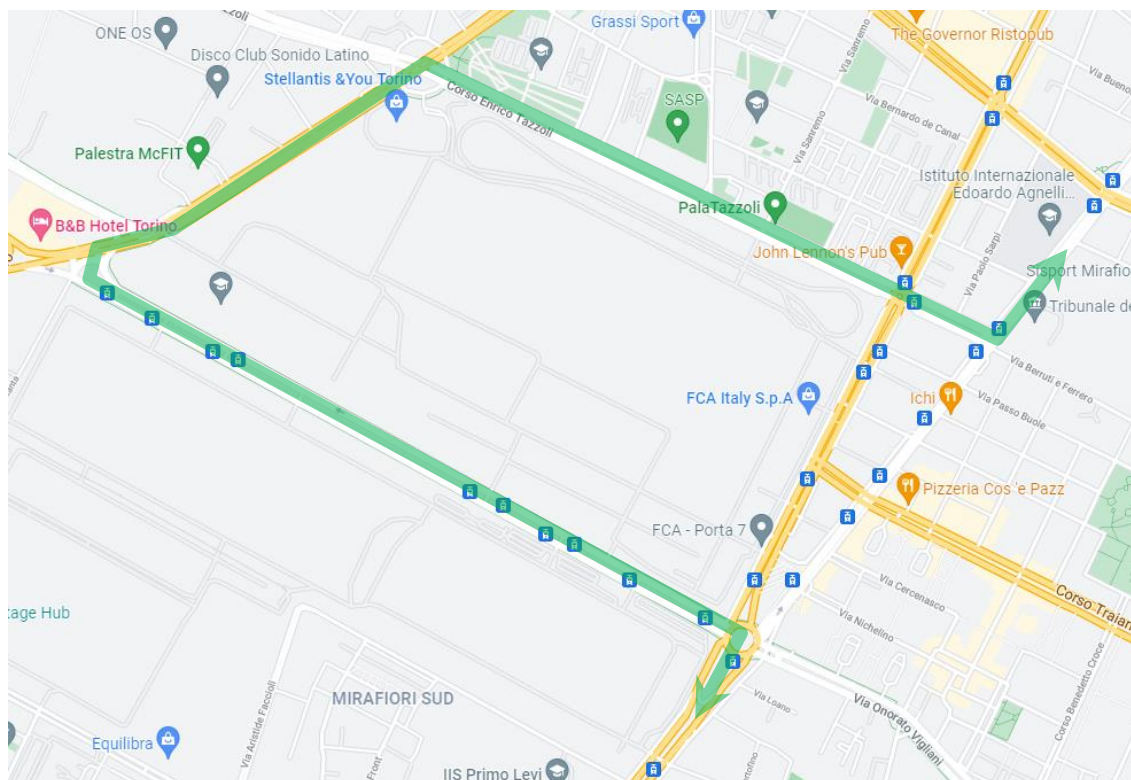 ONE OS
Grassi Sport
The Governor Ristopub
Disco Club Sonido Latino
Via Sanremo
Stellantis &You Torino
Via Buenos
Corso Enrico Tazzoli
SASP
Via Bernardo de Canal
Palestra McFIT
Via Sanremo
Istituto Internazionale
Edoardo Agnelli...
PalaTazzoli
B&B Hotel Torino
John Lennon's Pub
Via Paolo Sarpi
Sisport Mirafio
Tribunale de
Via Berruti e Ferrero
FCA Italy S.p.A
Ichi
Via Passo Buole
Pizzeria Cos 'e Pazz
FCA - Porta 7
Via Cercenasco
Corso Traian
tage Hub
Via Nichelino
MIRAFIORI SUD
Via Loano
Via Onorato Vigliani
Corso Benedetto Croce
Via Aristide Faccioli
Front
Equilibra
IIS Primo Levi